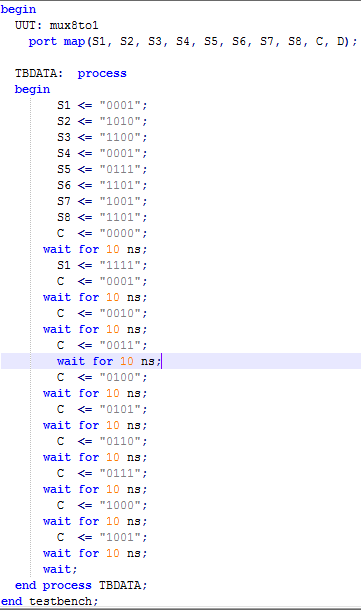 begin
UUT: mux8to1
port map(S1, S2, S3, S4, S5, S6, S7, S8, C, D);
TBDATA: process
begin
S1 <= "0001";
S2 <= "1010";
S3 <= "1100";
S4 <= "0001";
S5 <= "0111";
S6 <= "1101";
S7 <= "1001";
S8 <= "1101";
C <= "0000";
wait for 10 ns;
S1 <= "1111";
C <= "0001";
wait for 10 ns;
C <= "0010";
wait for 10 ns;
C <= "0011";
wait for 10 ns;
C <= "0100";
wait for 10 ns;
C <= "0101";
wait for 10 ns;
C <= "0110";
wait for 10 ns;
C <= "0111";
wait for 10 ns;
C <= "1000";
wait for 10 ns;
C <= "1001";
wait for 10 ns;
wait;
end process TBDATA;
end testbench;